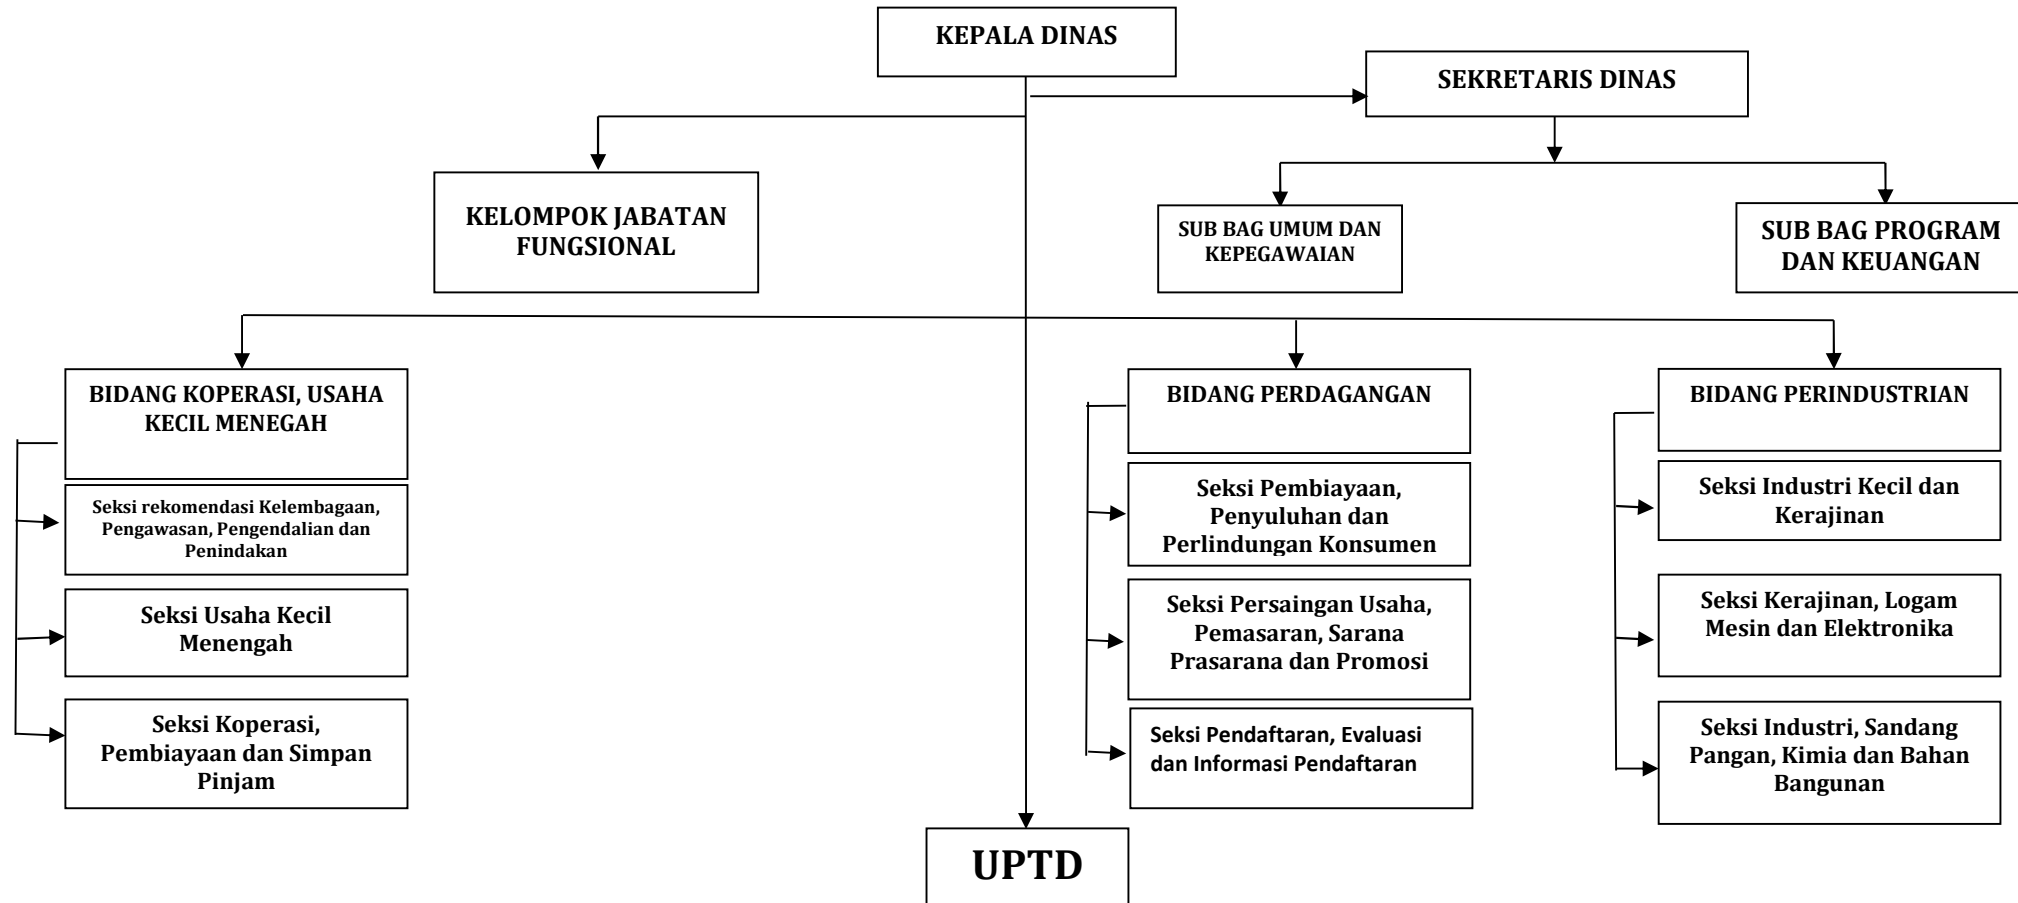 KEPALA DINAS
SEKRETARIS DINAS
KELOMPOK JABATAN
FUNGSIONAL
SUB BAG UMUM DAN
KEPEGAWAIAN
SUB BAG PROGRAM
DAN KEUANGAN
BIDANG KOPERASI, USAHA
KECIL MENEGAH
Seksi rekomendasi Kelembagaan,
Pengawasan, Pengendalian dan
Penindakan
Seksi Usaha Kecil
Menengah
Seksi Koperasi,
Pembiayaan dan Simpan
Pinjam
BIDANG PERDAGANGAN
Seksi Pembiayaan,
Penyuluhan dan
Perlindungan Konsumen
Seksi Persaingan Usaha,
Pemasaran, Sarana
Prasarana dan Promosi
Seksi Pendaftaran, Evaluasi
dan Informasi Pendaftaran
BIDANG PERINDUSTRIAN
Seksi Industri Kecil dan
Kerajinan
Seksi Kerajinan, Logam
Mesin dan Elektronika
Seksi Industri, Sandang
Pangan, Kimia dan Bahan
Bangunan
UPTD